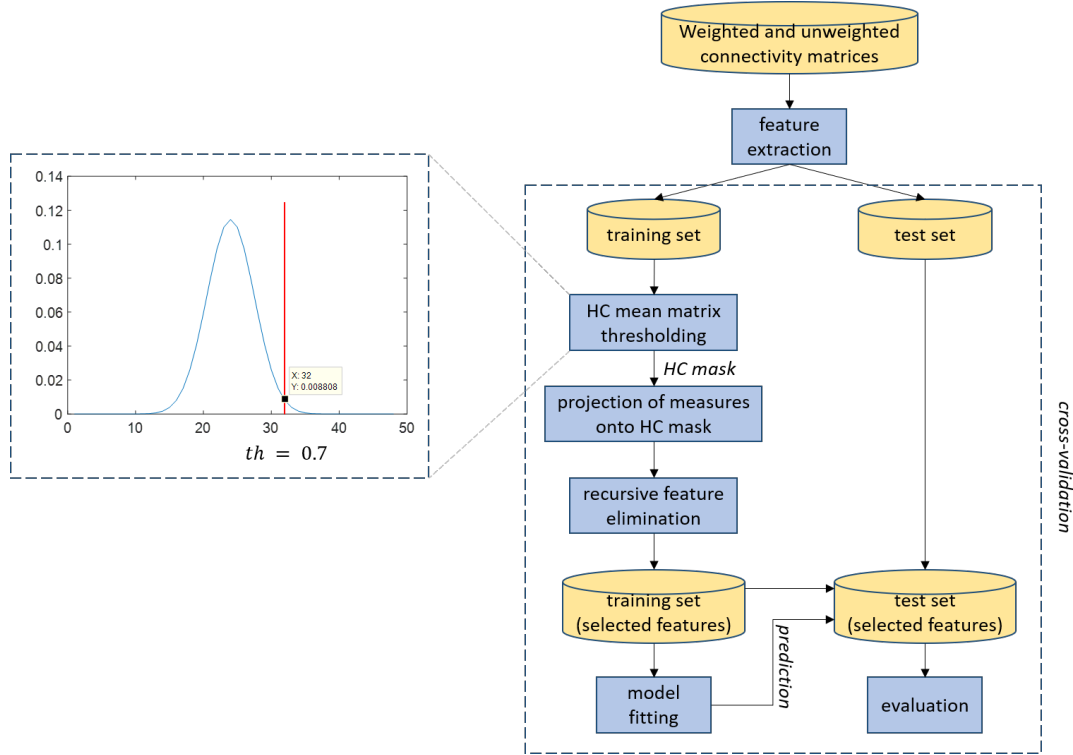 Weighted and unweighted
connectivity matrices
feature
extraction
training set
test set
HC mean matrix
thresholding
HC mask
projection of measures
onto HC mask
recursive feature
elimination
training set
(selected features)
test set
(selected features)
prediction
model
fitting
evaluation
cross-validation
0.14
0.12
0.1
0.08
0.06
0.04
0.02
0
X: 32
Y: 0.008808
0 10 20 30 40 50
th = 0.7